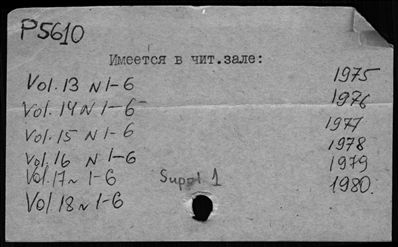 P5610
Имеется в чит.зале:
Vol. 13 N 1-6 1975
Vol. 14 N 1-6 1976
Vol. 15 N 1-6 1977
Vol. 16 N 1-6 1978
Vol. 17 N 1-6 Suppl. 1 1979
Vol. 18 N 1-6 1980.